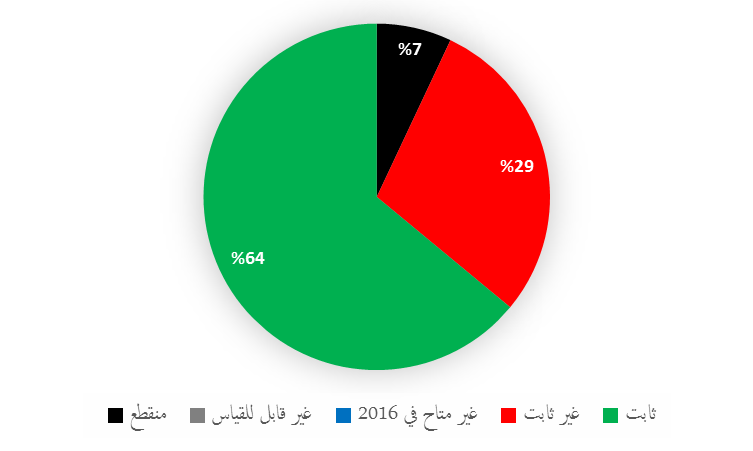 %7
%29
%64
ثابت غير ثابت غير متاح في 2016 غير قابل للقياس منقطع